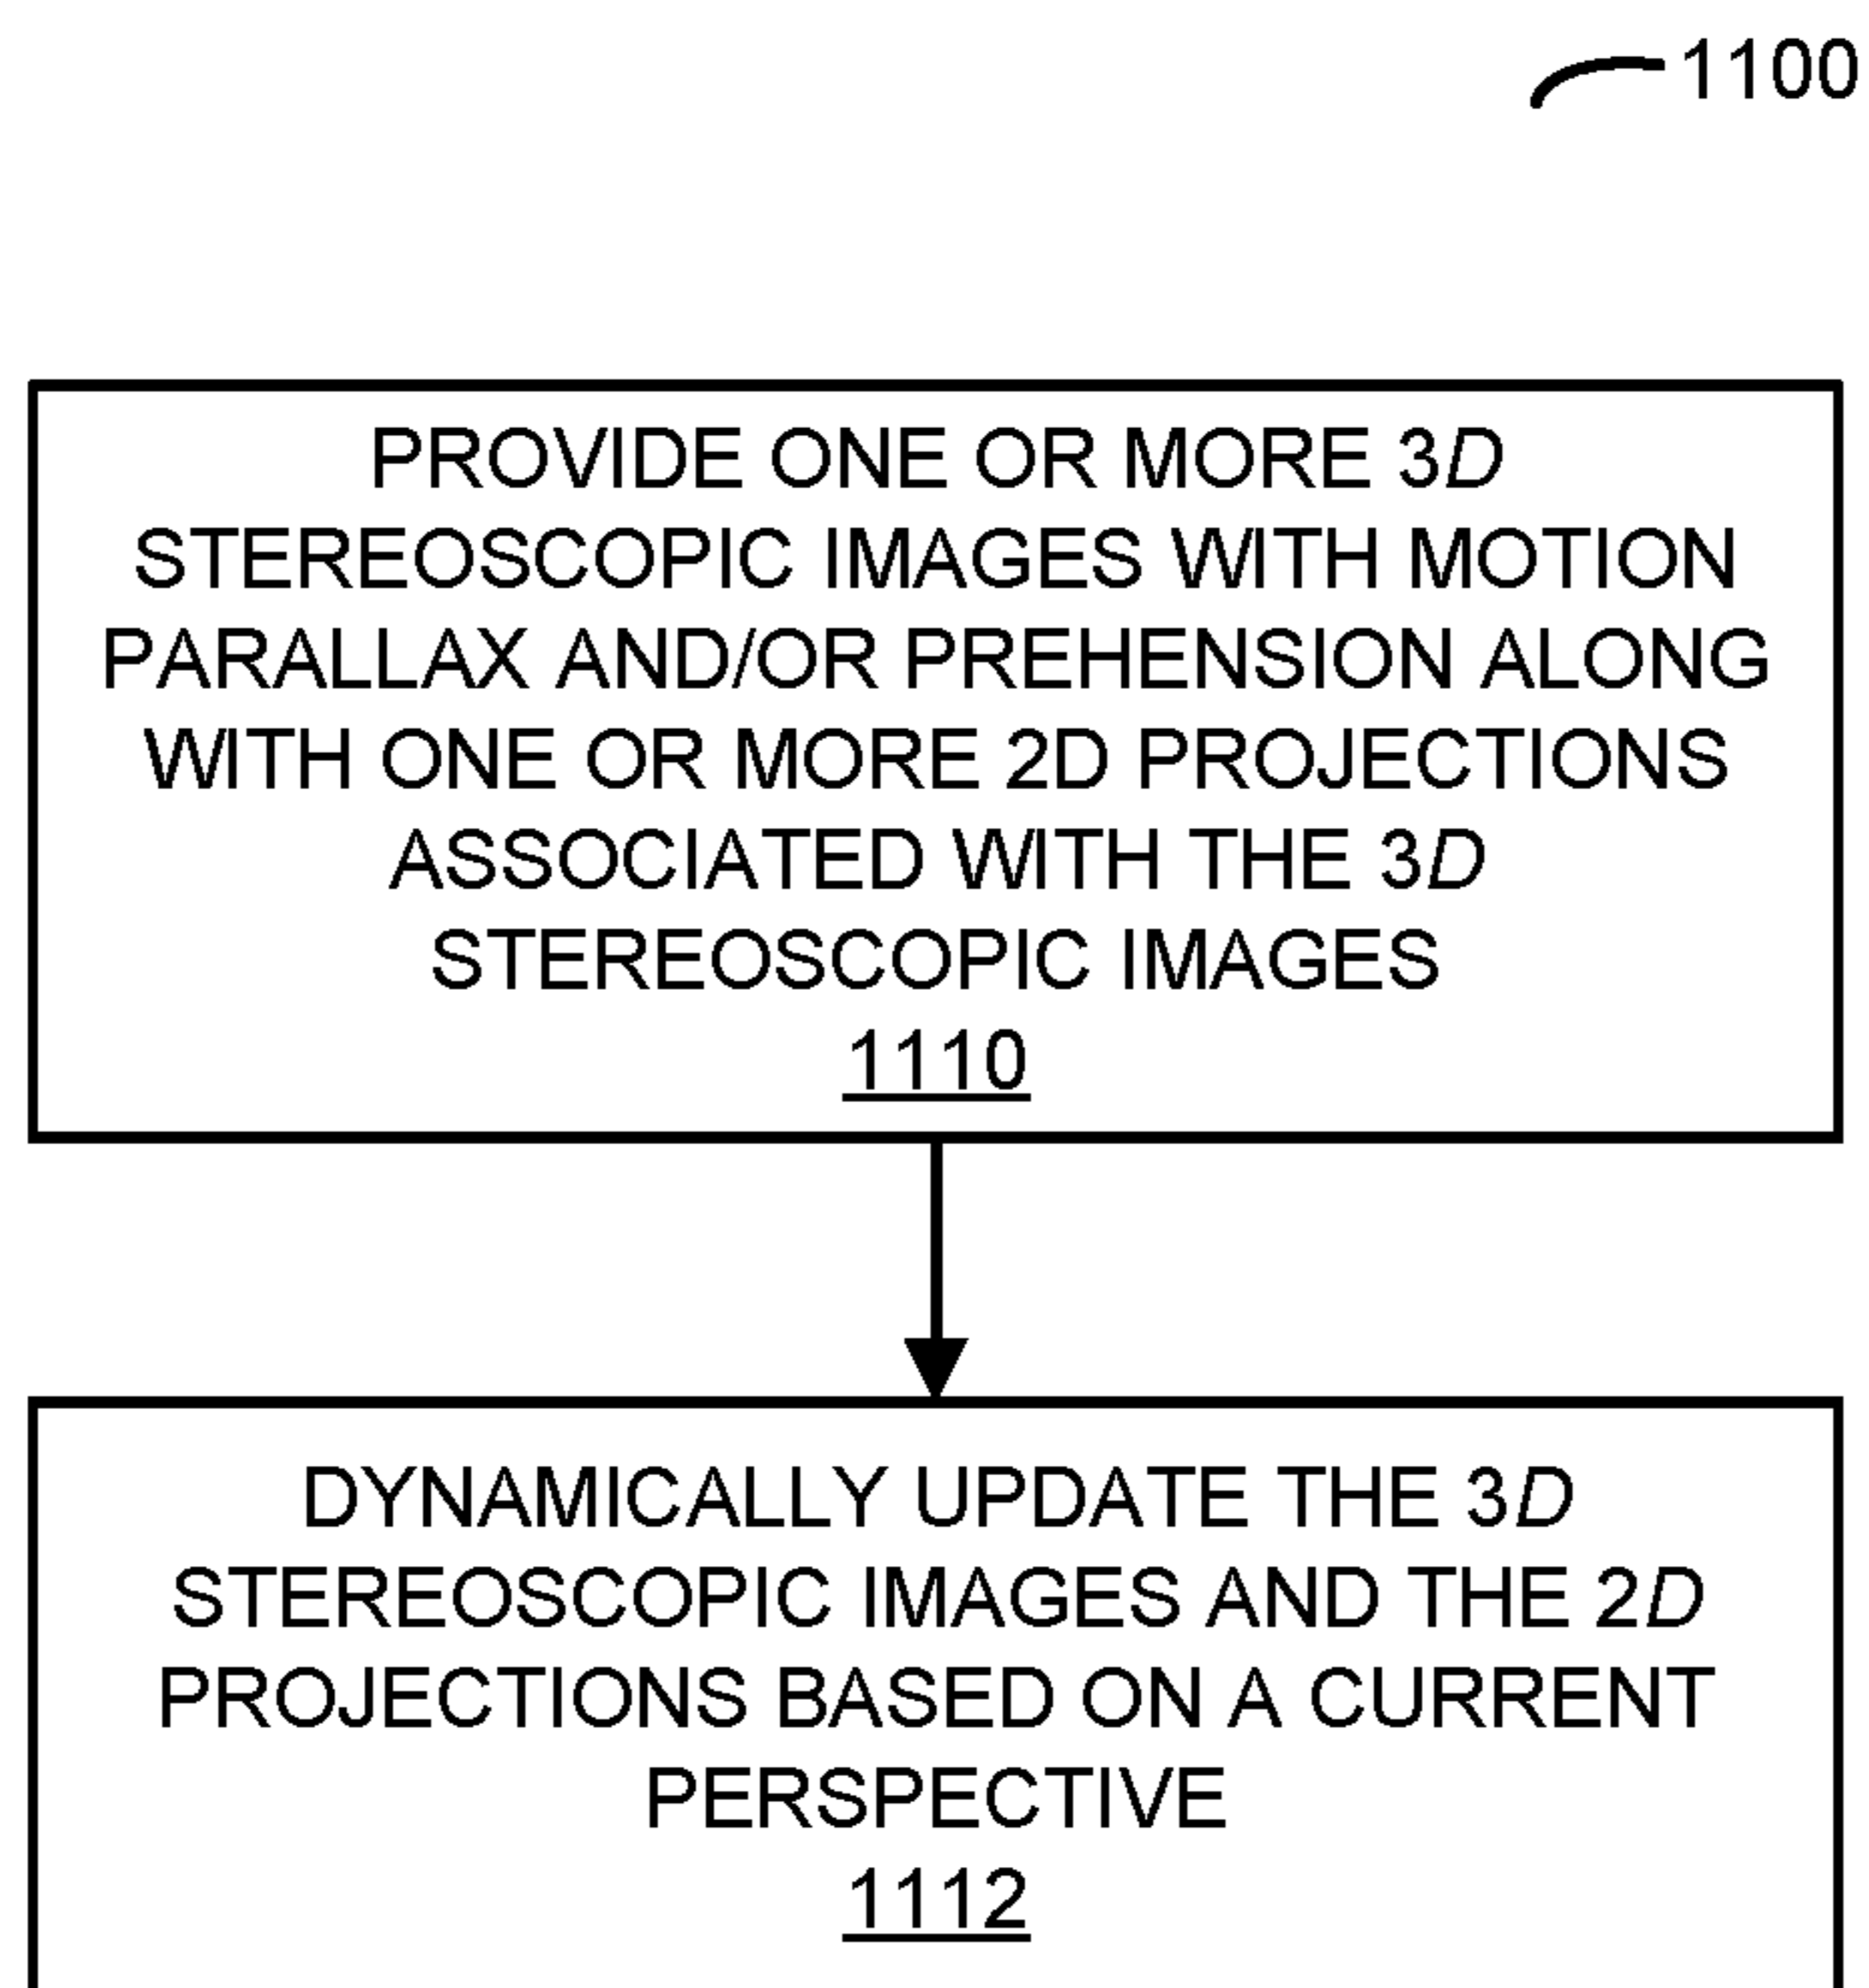 1100
PROVIDE ONE OR MORE 3D
STEREOSCOPIC IMAGES WITH MOTION
PARALLAX AND/OR PREHENSION ALONG
WITH ONE OR MORE 2D PROJECTIONS
ASSOCIATED WITH THE 3D
STEREOSCOPIC IMAGES
1110
DYNAMICALLY UPDATE THE 3D
STEREOSCOPIC IMAGES AND THE 2D
PROJECTIONS BASED ON A CURRENT
PERSPECTIVE
1112